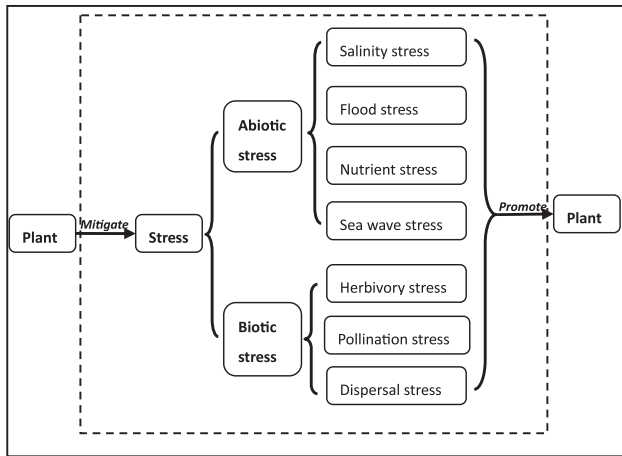 Plant
Mitigate
Stress
Abiotic
stress
Salinity stress
Flood stress
Nutrient stress
Sea wave stress
Biotic
stress
Herbivory stress
Pollination stress
Dispersal stress
Promote
Plant